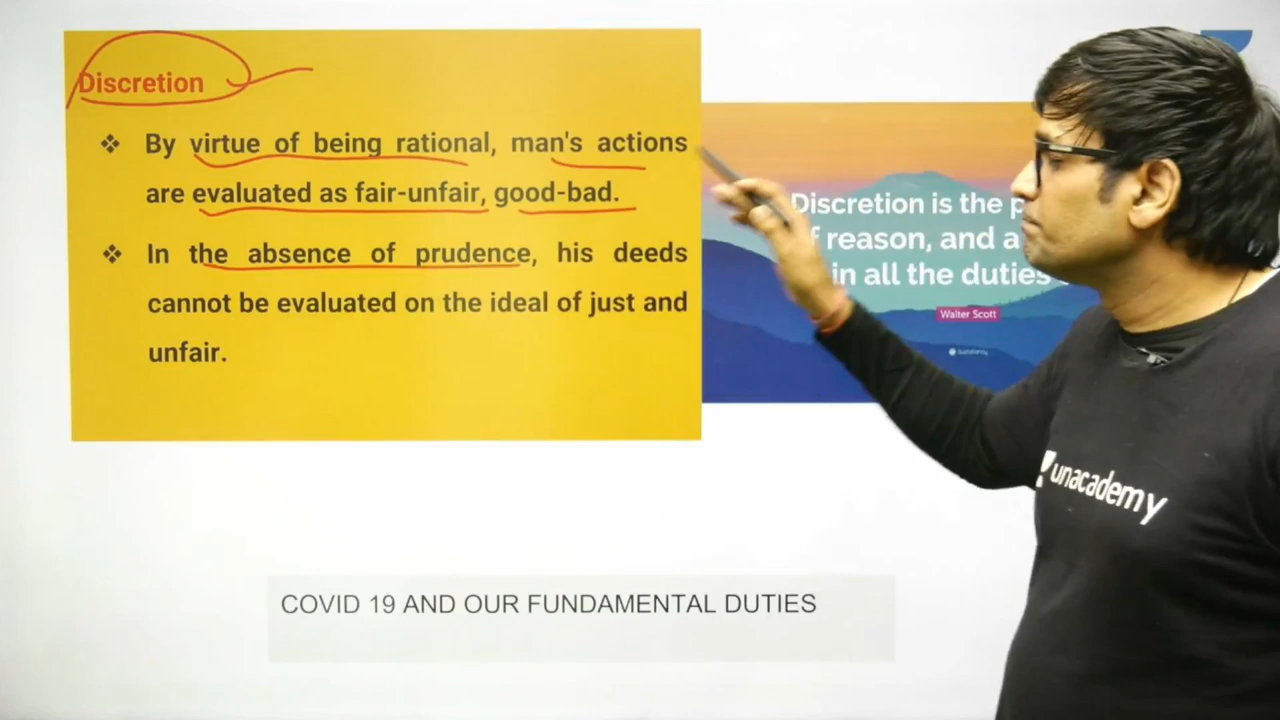 Discretion
❖ By virtue of being rational, man's actions
are evaluated as fair-unfair, good-bad.
❖ In the absence of prudence, his deeds
cannot be evaluated on the ideal of just and
unfair.
Discretion is the
of reason, and a
in all the duties
Walter Scott
COVID 19 AND OUR FUNDAMENTAL DUTIES
unacademy